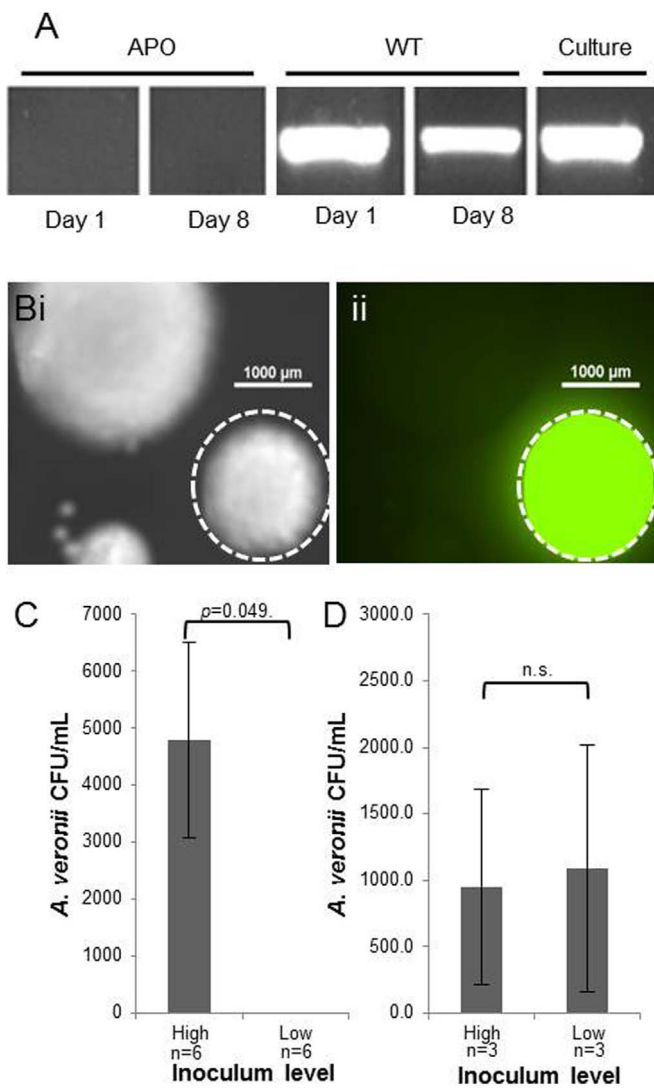 A
APO WT Culture
Day 1 Day 8 Day 1 Day 8
Bi ii
1000 µm 1000 µm
C
p=0.049.
A. veronii CFU/mL
7000
6000
5000
4000
3000
2000
1000
0
High Low
n=6 n=6
Inoculum level
D
n.s.
A. veronii CFU/mL
3000.0
2500.0
2000.0
1500.0
1000.0
500.0
0.0
High Low
n=3 n=3
Inoculum level